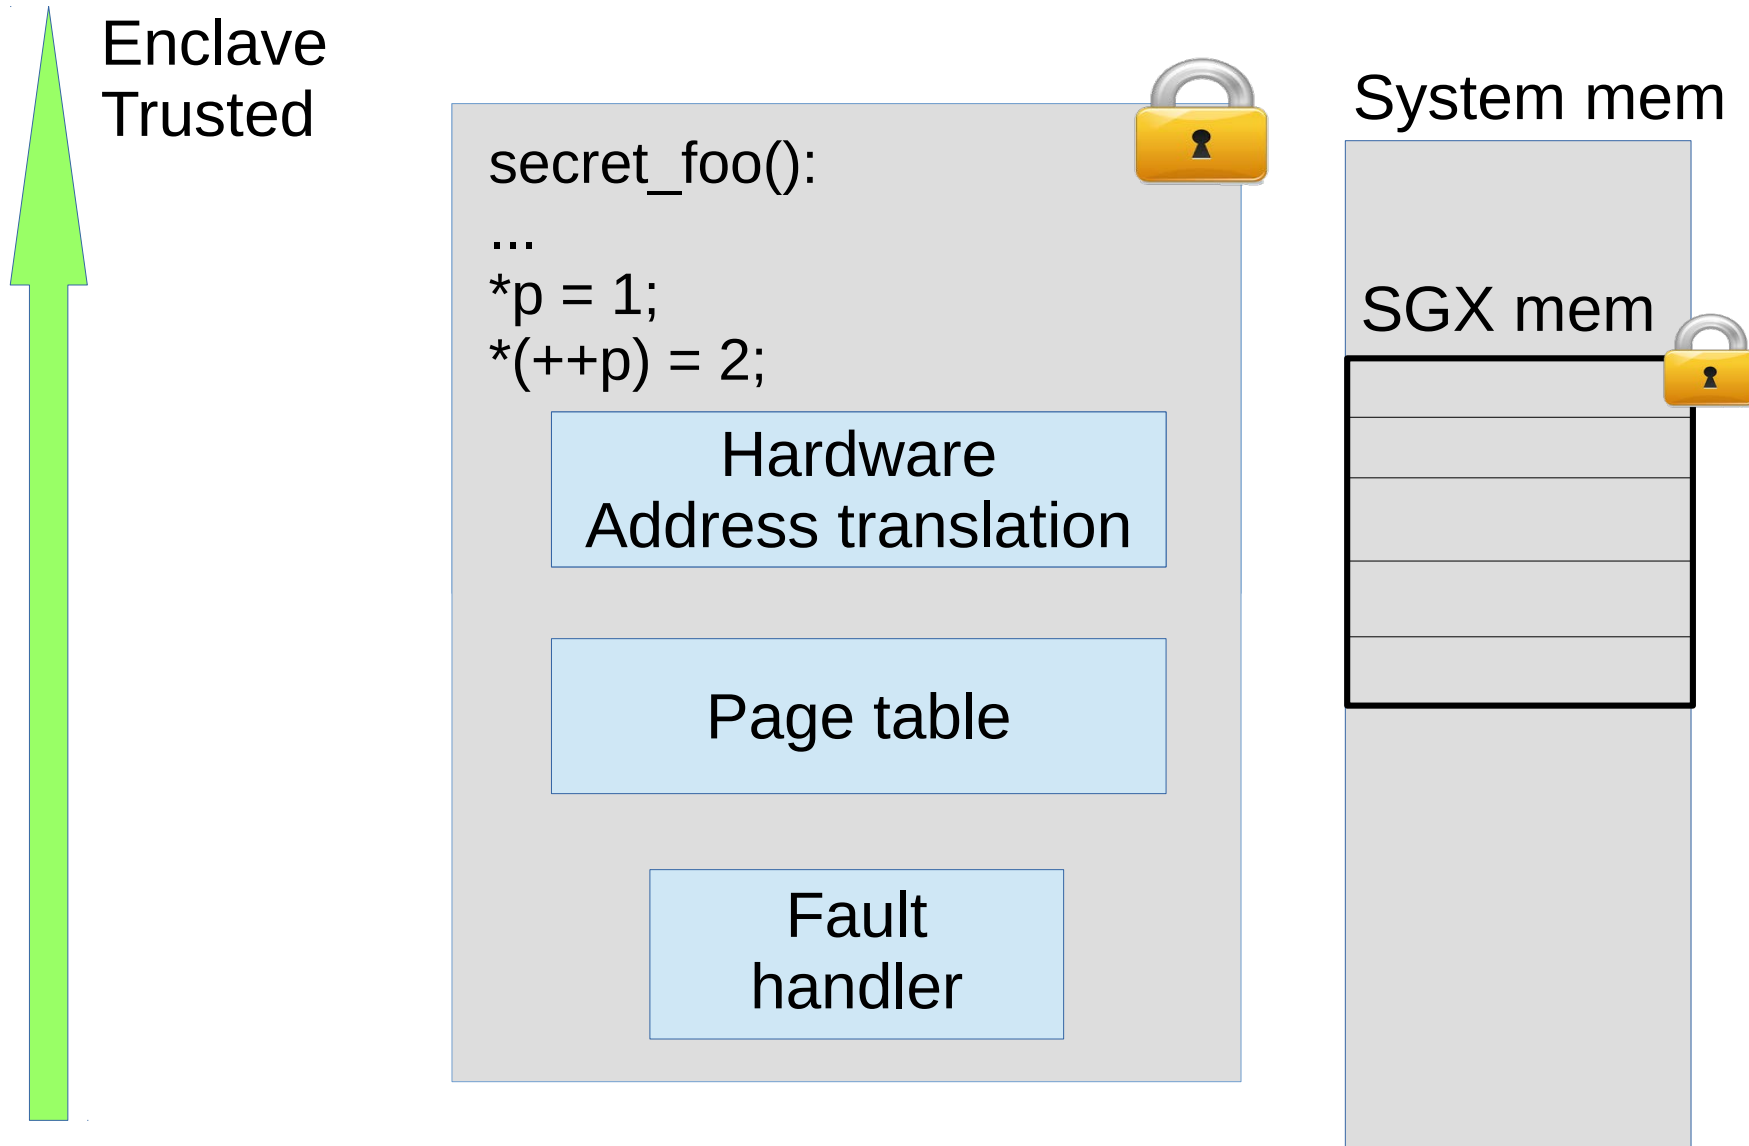 Enclave
Trusted
System mem
secret_foo():
...
*p = 1;
*(++p) = 2;
SGX mem
Hardware
Address translation
Page table
Fault
handler